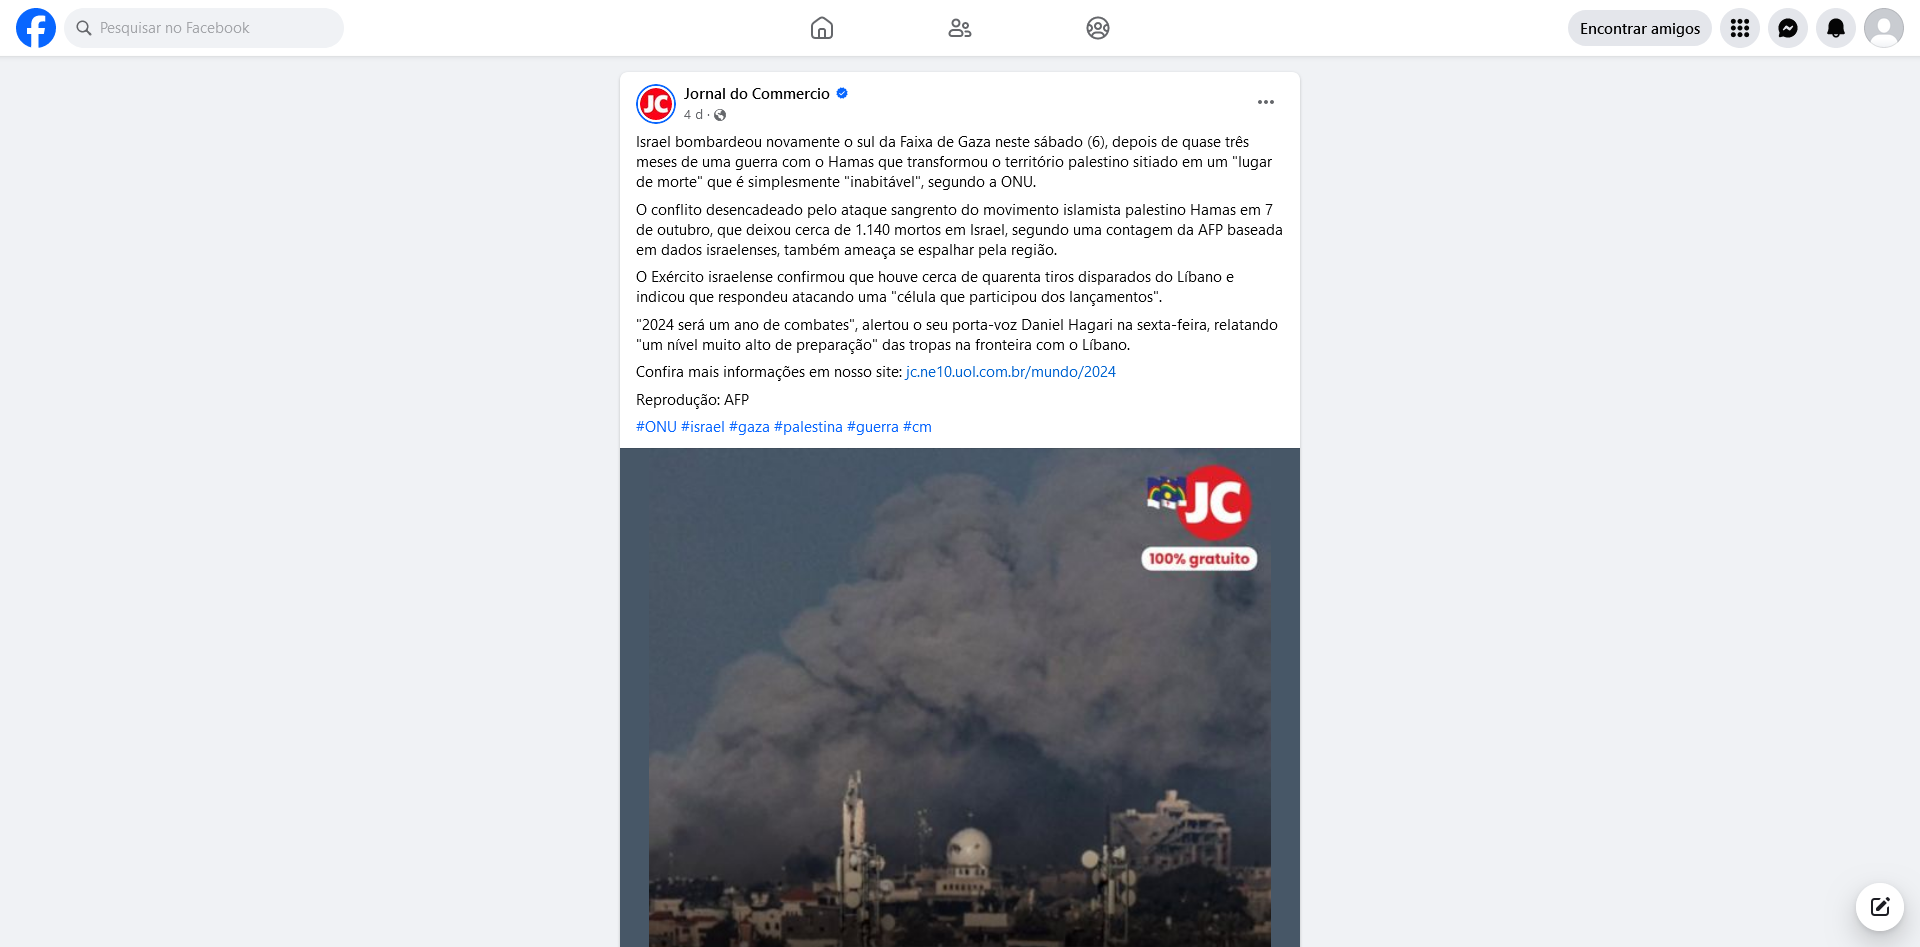 Pesquisar no Facebook
Encontrar amigos
JC
Jornal do Commercio
4 d ·
Israel bombardeou novamente o sul da Faixa de Gaza neste sábado (6), depois de quase três
meses de uma guerra com o Hamas que transformou o território palestino sitiado em um "lugar
de morte" que é simplesmente "inabitável", segundo a ONU.
O conflito desencadeado pelo ataque sangrento do movimento islamista palestino Hamas em 7
de outubro, que deixou cerca de 1.140 mortos em Israel, segundo uma contagem da AFP baseada
em dados israelenses, também ameaça se espalhar pela região.
O Exército israelense confirmou que houve cerca de quarenta tiros disparados do Líbano e
indicou que respondeu atacando uma "célula que participou dos lançamentos".
"2024 será um ano de combates", alertou o seu porta-voz Daniel Hagari na sexta-feira, relatando
"um nível muito alto de preparação" das tropas na fronteira com o Líbano.
Confira mais informações em nosso site: jc.ne10.uol.com.br/mundo/2024
Reprodução: AFP
#ONU #israel #gaza #palestina #guerra #cm
JC
100% gratuito